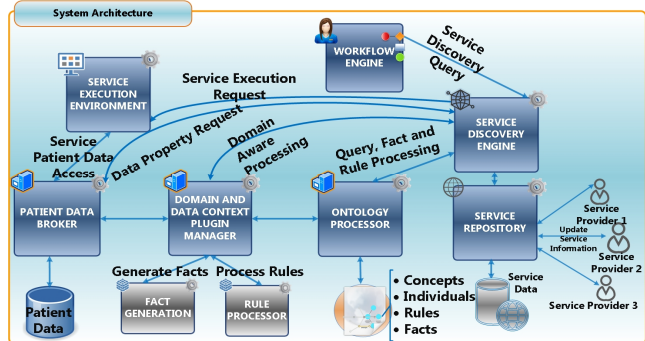 System Architecture
WORKFLOW
ENGINE
Service
Discovery
Query
SERVICE
EXECUTION
ENVIRONMENT
Service Execution
Request
Data Property Request
Domain
Aware
Processing
Query, Fact and
Rule Processing
SERVICE
DISCOVERY
ENGINE
Service
Patient Data
Access
PATIENT DATA
BROKER
DOMAIN AND
DATA CONTEXT
PLUGIN
MANAGER
ONTOLOGY
PROCESSOR
SERVICE
REPOSITORY
Update
Service
Information
Service
Provider 1
Service
Provider 2
Service Provider 3
Patient
Data
Generate Facts
Process Rules
FACT
GENERATION
RULE
PROCESSOR
• Concepts
• Individuals
• Rules
• Facts
Service
Data